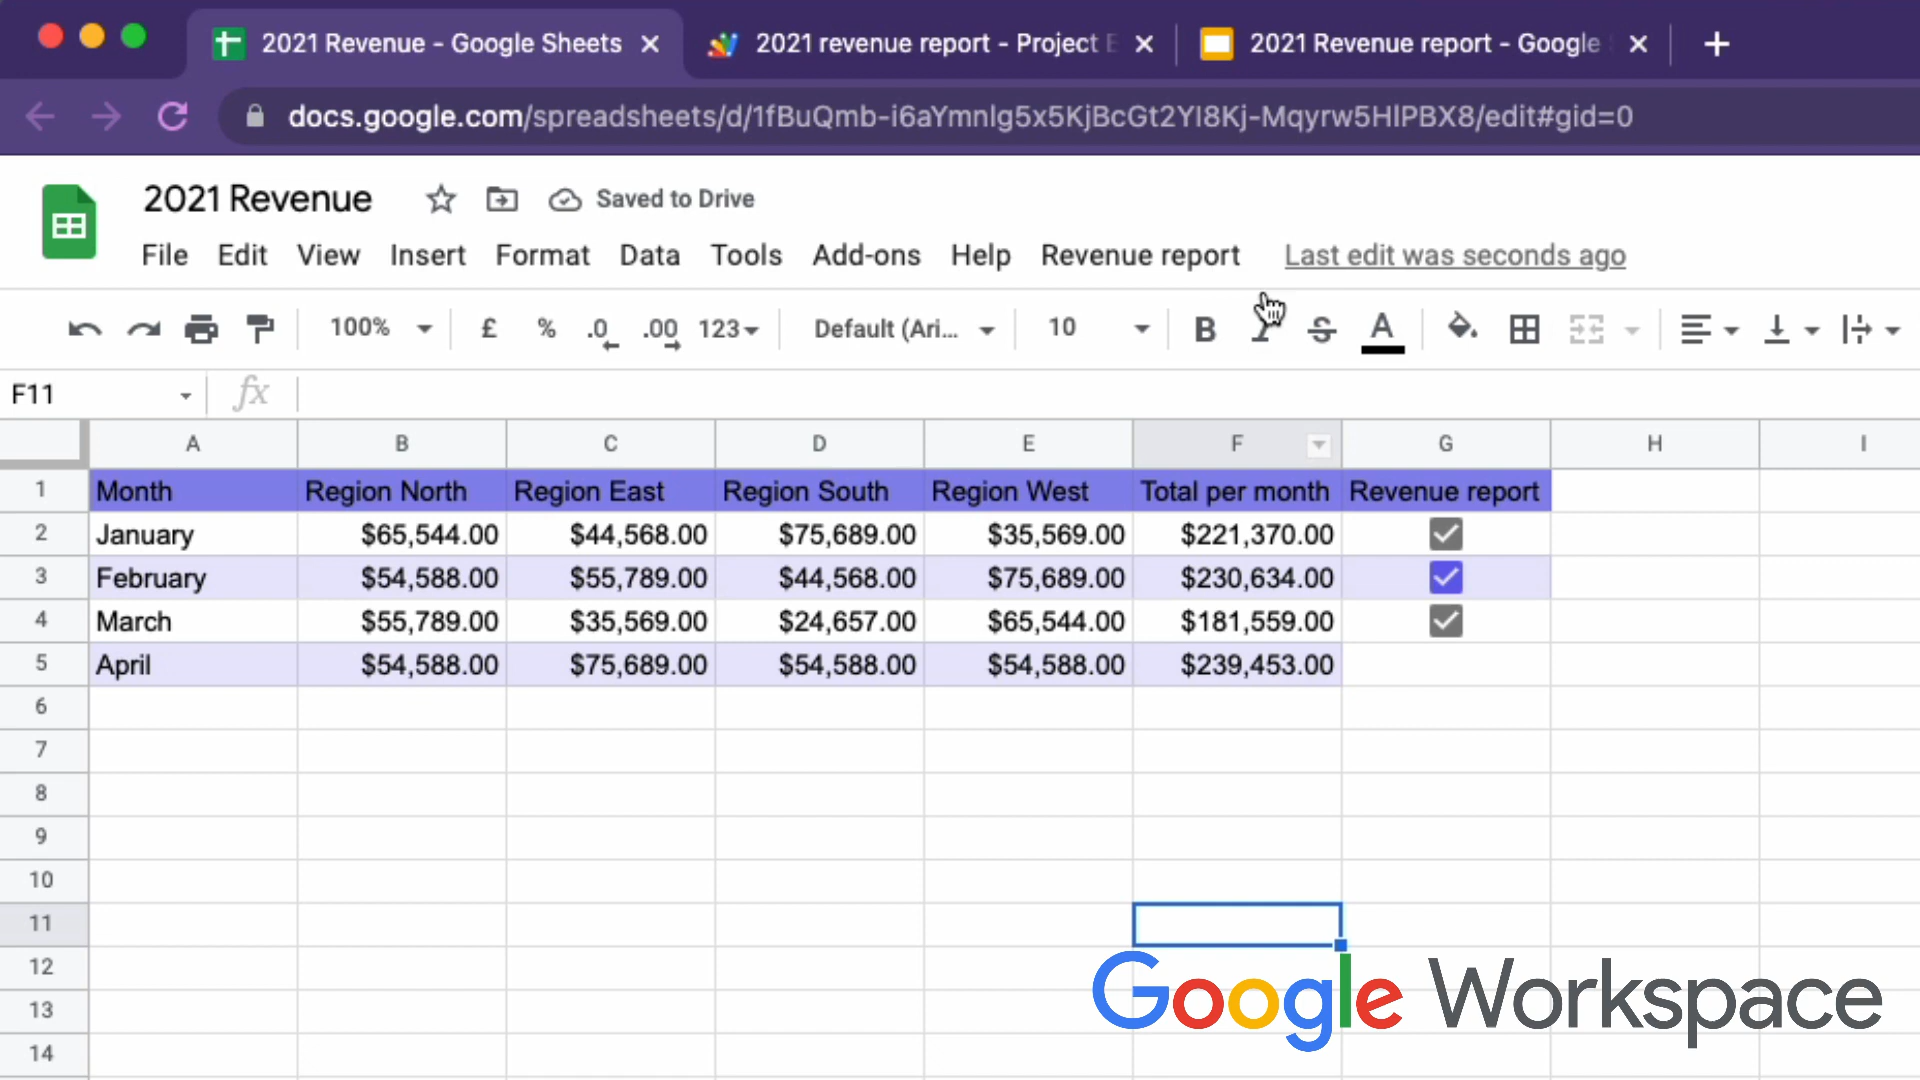 2021 Revenue - Google Sheets
2021 revenue report - Project E
2021 Revenue report - Google
docs.google.com/spreadsheets/d/1fBuQmb-i6aYmnlg5x5KjBcGt2Yl8Kj-Mqyrw5HlPBX8/edit#gid=0
2021 Revenue
Saved to Drive
File Edit View Insert Format Data Tools Add-ons Help Revenue report Last edit was seconds ago
100% £ % .0 .00 123 Default (Ari... 10 B I S A
F11 fx
A B C D E F G H I
1 Month Region North Region East Region South Region West Total per month Revenue report
2 January $65,544.00 $44,568.00 $75,689.00 $35,569.00 $221,370.00
3 February $54,588.00 $55,789.00 $44,568.00 $75,689.00 $230,634.00
4 March $55,789.00 $35,569.00 $24,657.00 $65,544.00 $181,559.00
5 April $54,588.00 $75,689.00 $54,588.00 $54,588.00 $239,453.00
6
7
8
9
10
11
12
13
14
Google Workspace